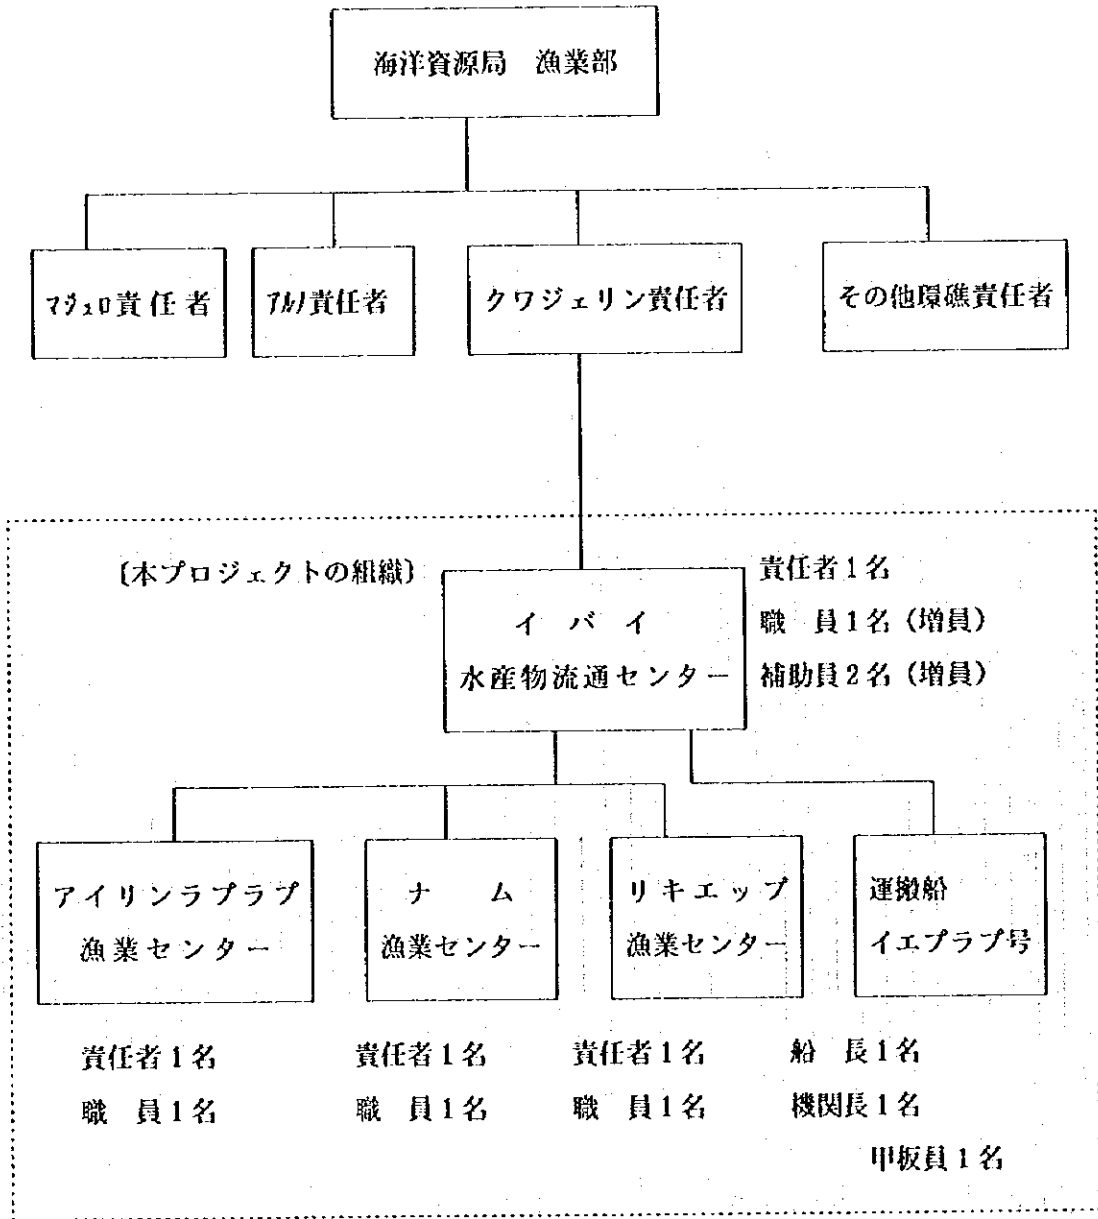 海洋資源局　漁業部
マジュロ責任者
アルノ責任者
クワジェリン責任者
その他環礁責任者
〔本プロジェクトの組織〕
イバイ
水産物流通センター
責任者1名
職　員1名（増員）
補助員2名（増員）
アイリンラプラプ
漁業センター
ナム
漁業センター
リキエップ
漁業センター
運搬船
イエプラプ号
責任者1名
職　員1名
責任者1名
職　員1名
責任者1名
職　員1名
船　長1名
機関長1名
甲板員1名